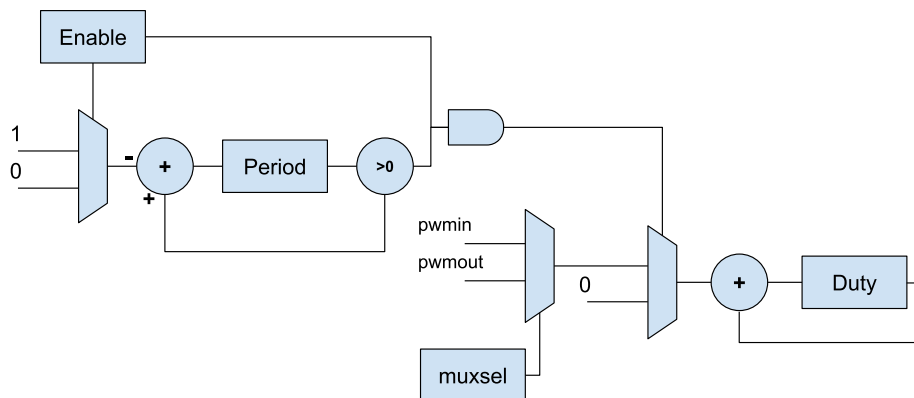 Enable
1
0
-
+
+
Period
>0
pwmin
pwmout
0
+
Duty
muxsel